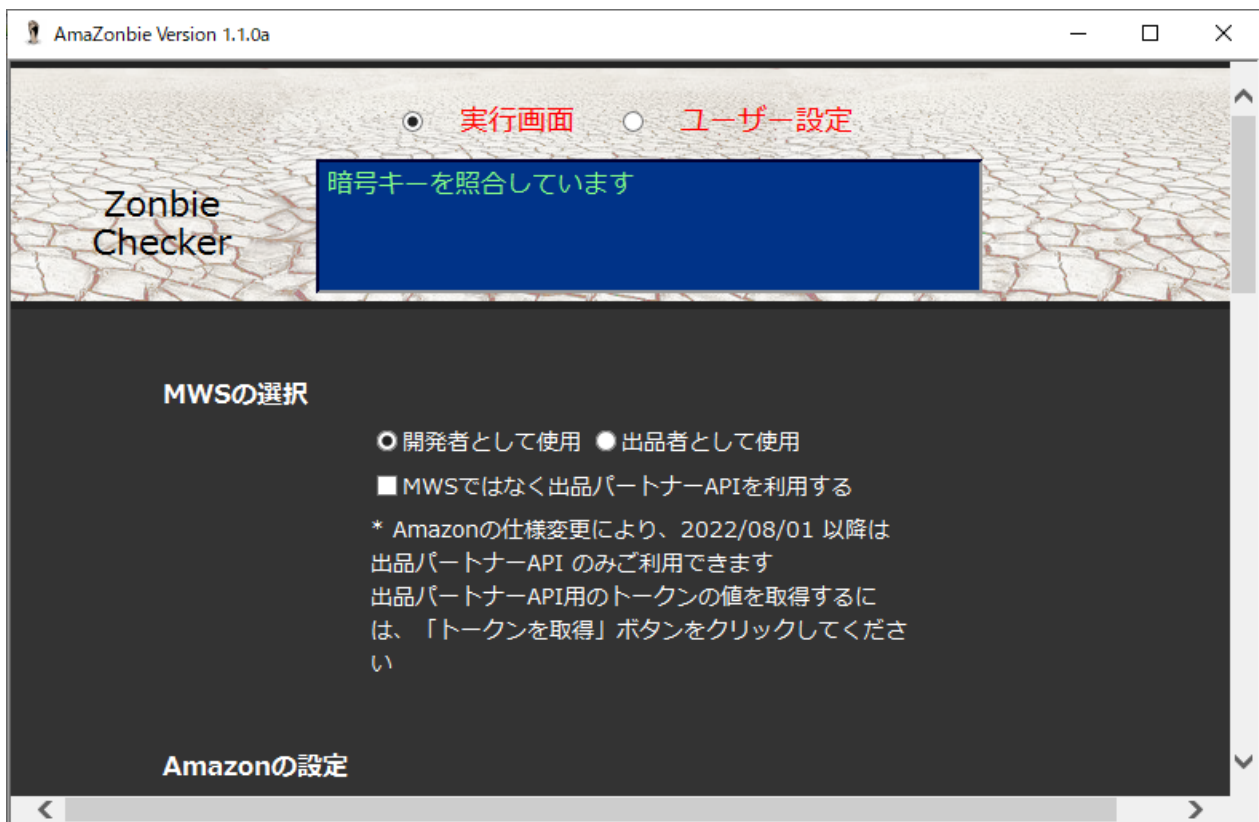 AmaZonbie Version 1.1.0a
実行画面 ユーザー設定
暗号キーを照合しています
Zonbie
Checker
MWSの選択
開発者として使用 出品者として使用
MWSではなく出品パートナーAPIを利用する
* Amazonの仕様変更により、2022/08/01 以降は
出品パートナーAPI のみご利用できます
出品パートナーAPI用のトークンの値を取得するに
は、「トークンを取得」ボタンをクリックしてくださ
い
Amazonの設定